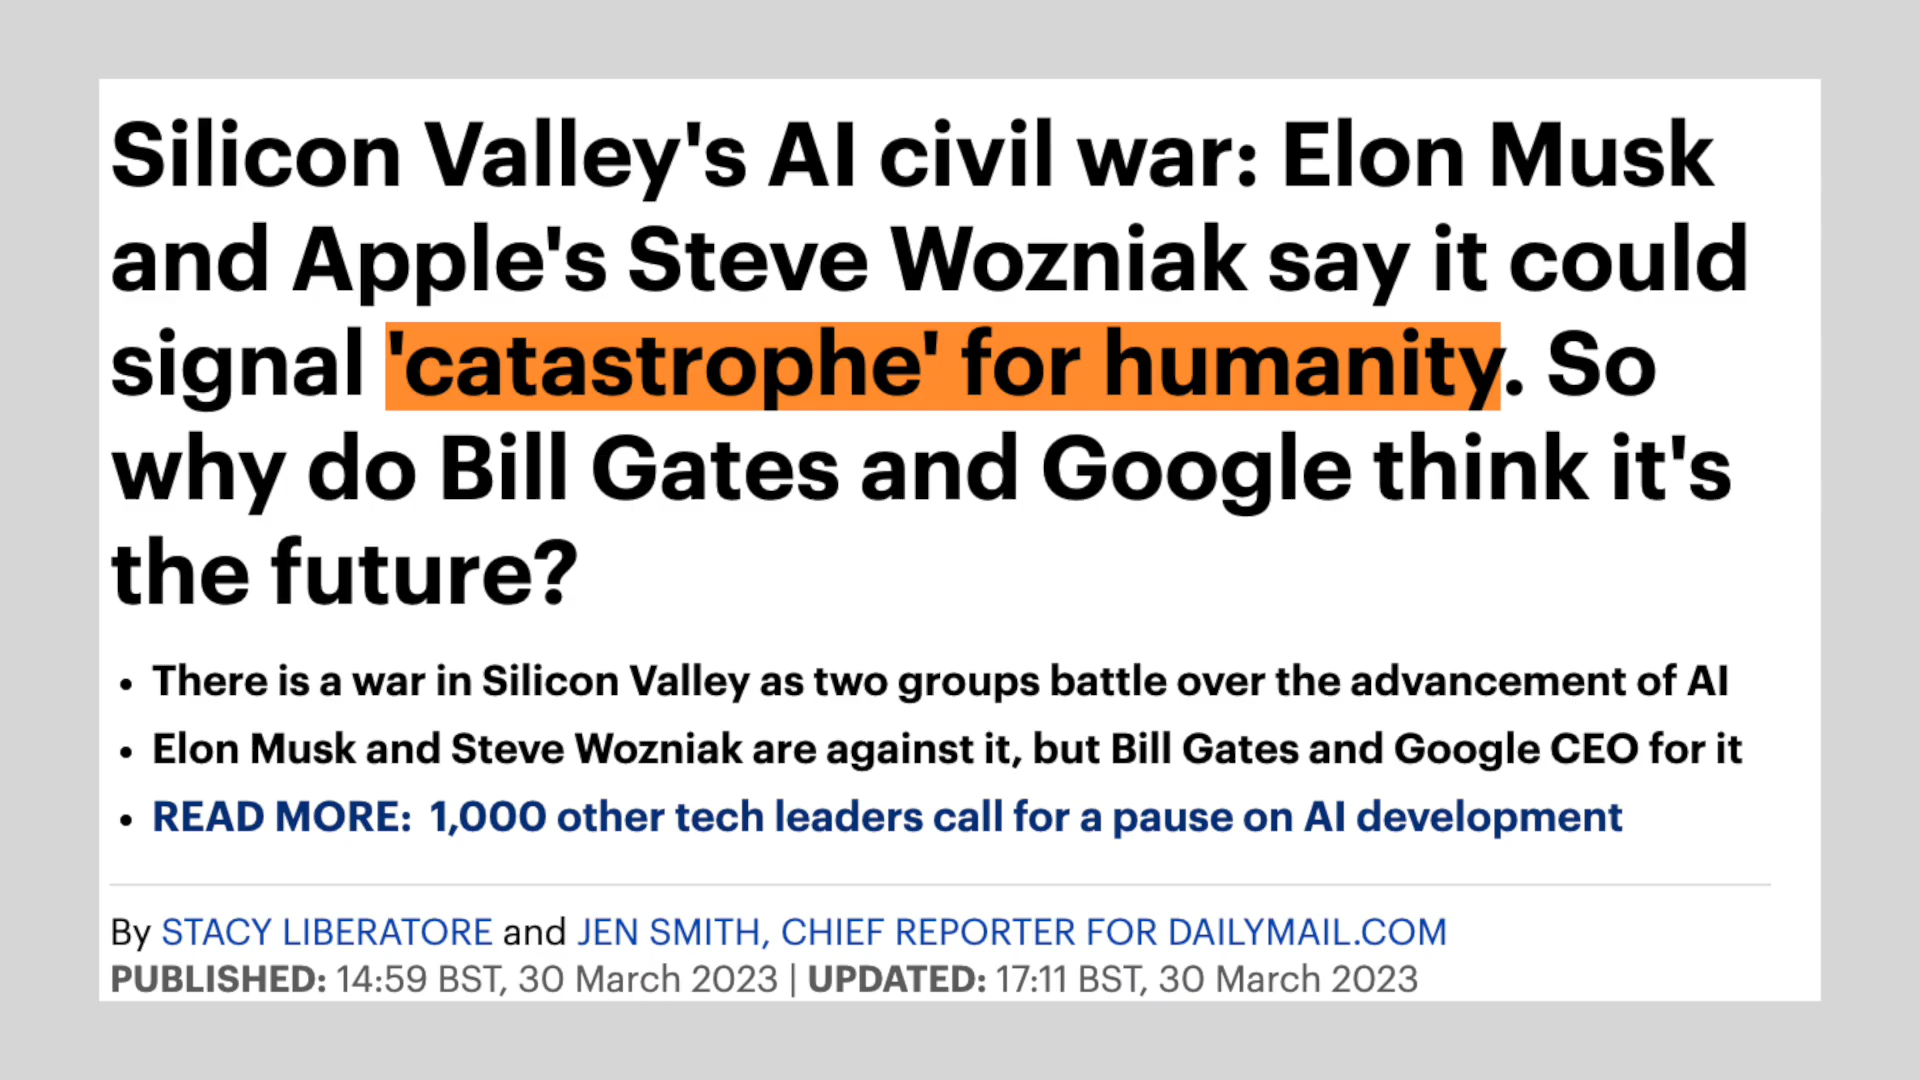 Silicon Valley's AI civil war: Elon Musk
and Apple's Steve Wozniak say it could
signal 'catastrophe' for humanity. So
why do Bill Gates and Google think it's
the future?
• There is a war in Silicon Valley as two groups battle over the advancement of AI
• Elon Musk and Steve Wozniak are against it, but Bill Gates and Google CEO for it
• READ MORE: 1,000 other tech leaders call for a pause on AI development
By STACY LIBERATORE and JEN SMITH, CHIEF REPORTER FOR DAILYMAIL.COM
PUBLISHED: 14:59 BST, 30 March 2023 | UPDATED: 17:11 BST, 30 March 2023